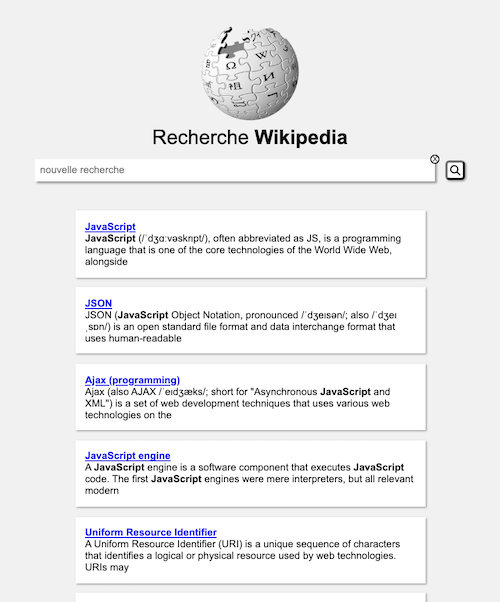 Ω W И
Recherche Wikipedia
nouvelle recherche
X
JavaScript
JavaScript (/ˈdʒɑːvəskrɪpt/), often abbreviated as JS, is a programming
language that is one of the core technologies of the World Wide Web,
alongside
JSON
JSON (JavaScript Object Notation, pronounced /ˈdʒeɪsən/; also /ˈdʒeɪ
ˌsɒn/) is an open standard file format and data interchange format that
uses human-readable
Ajax (programming)
Ajax (also AJAX /ˈeɪdʒæks/; short for "Asynchronous JavaScript and
XML") is a set of web development techniques that uses various web
technologies on the
JavaScript engine
A JavaScript engine is a software component that executes JavaScript
code. The first JavaScript engines were mere interpreters, but all relevant
modern
Uniform Resource Identifier
A Uniform Resource Identifier (URI) is a unique sequence of characters
that identifies a logical or physical resource used by web technologies.
URIs may